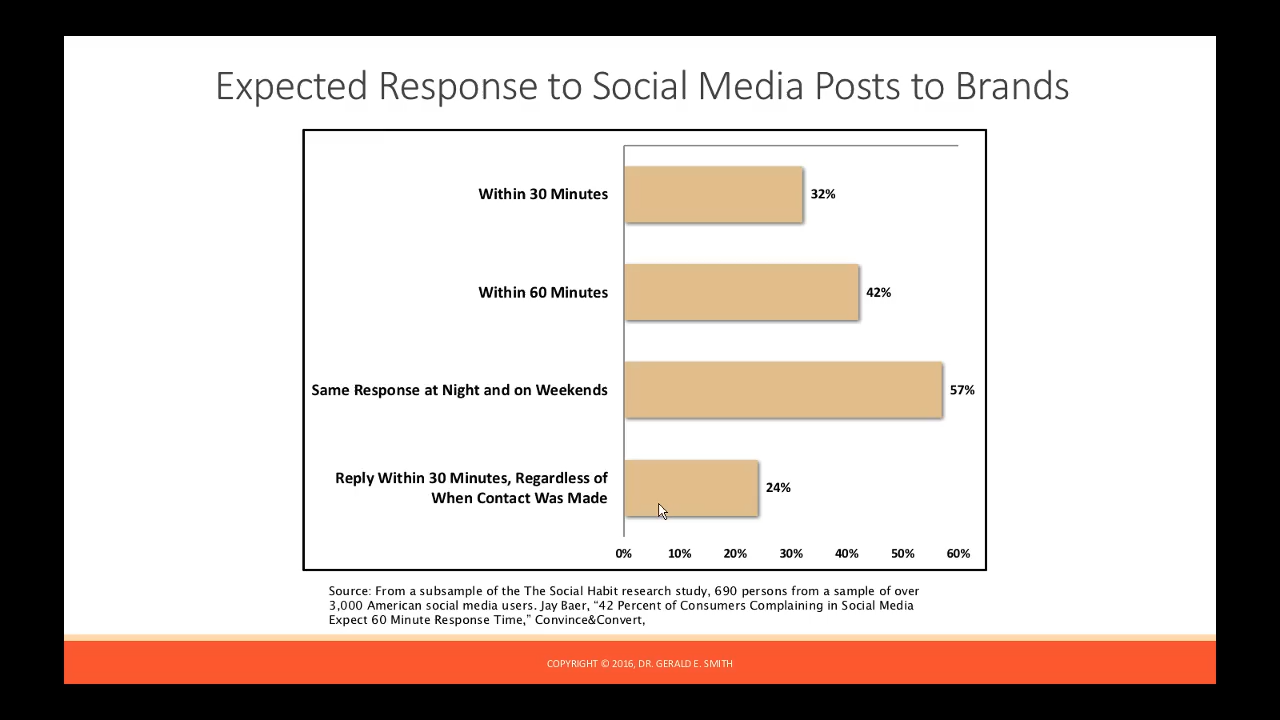 Expected Response to Social Media Posts to Brands
Within 30 Minutes
32%
Within 60 Minutes
42%
Same Response at Night and on Weekends
57%
Reply Within 30 Minutes, Regardless of
When Contact Was Made
24%
0% 10% 20% 30% 40% 50% 60%
Source: From a subsample of the The Social Habit research study, 690 persons from a sample of over
3,000 American social media users. Jay Baer, “42 Percent of Consumers Complaining in Social Media
Expect 60 Minute Response Time,” Convince&Convert,
COPYRIGHT © 2016, DR. GERALD E. SMITH